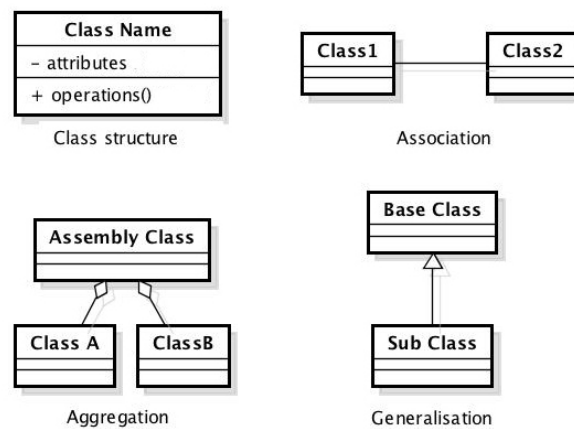 Class Name
- attributes
+ operations()
Class structure
Class1
Class2
Association
Assembly Class
Class A
ClassB
Aggregation
Base Class
Sub Class
Generalisation